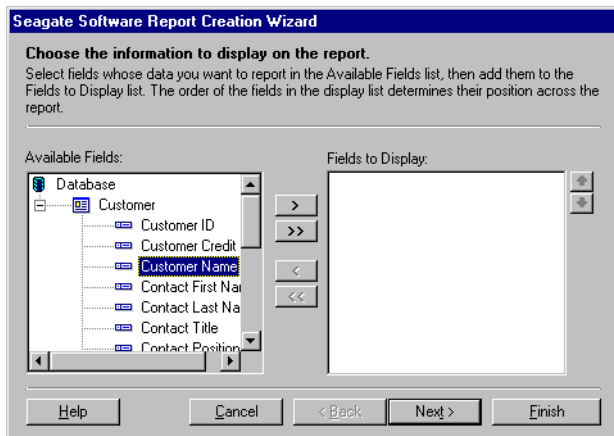 Seagate Software Report Creation Wizard
Choose the information to display on the report.
Select fields whose data you want to report in the Available Fields list, then add them to the
Fields to Display list. The order of the fields in the display list determines their position across the
report.
Available Fields:
Fields to Display:
Database
Customer
Customer ID
Customer Credit
Customer Name
Contact First Nar
Contact Last Na
Contact Title
Contact Position
>
>>
<
<<
Help
Cancel
< Back
Next >
Finish